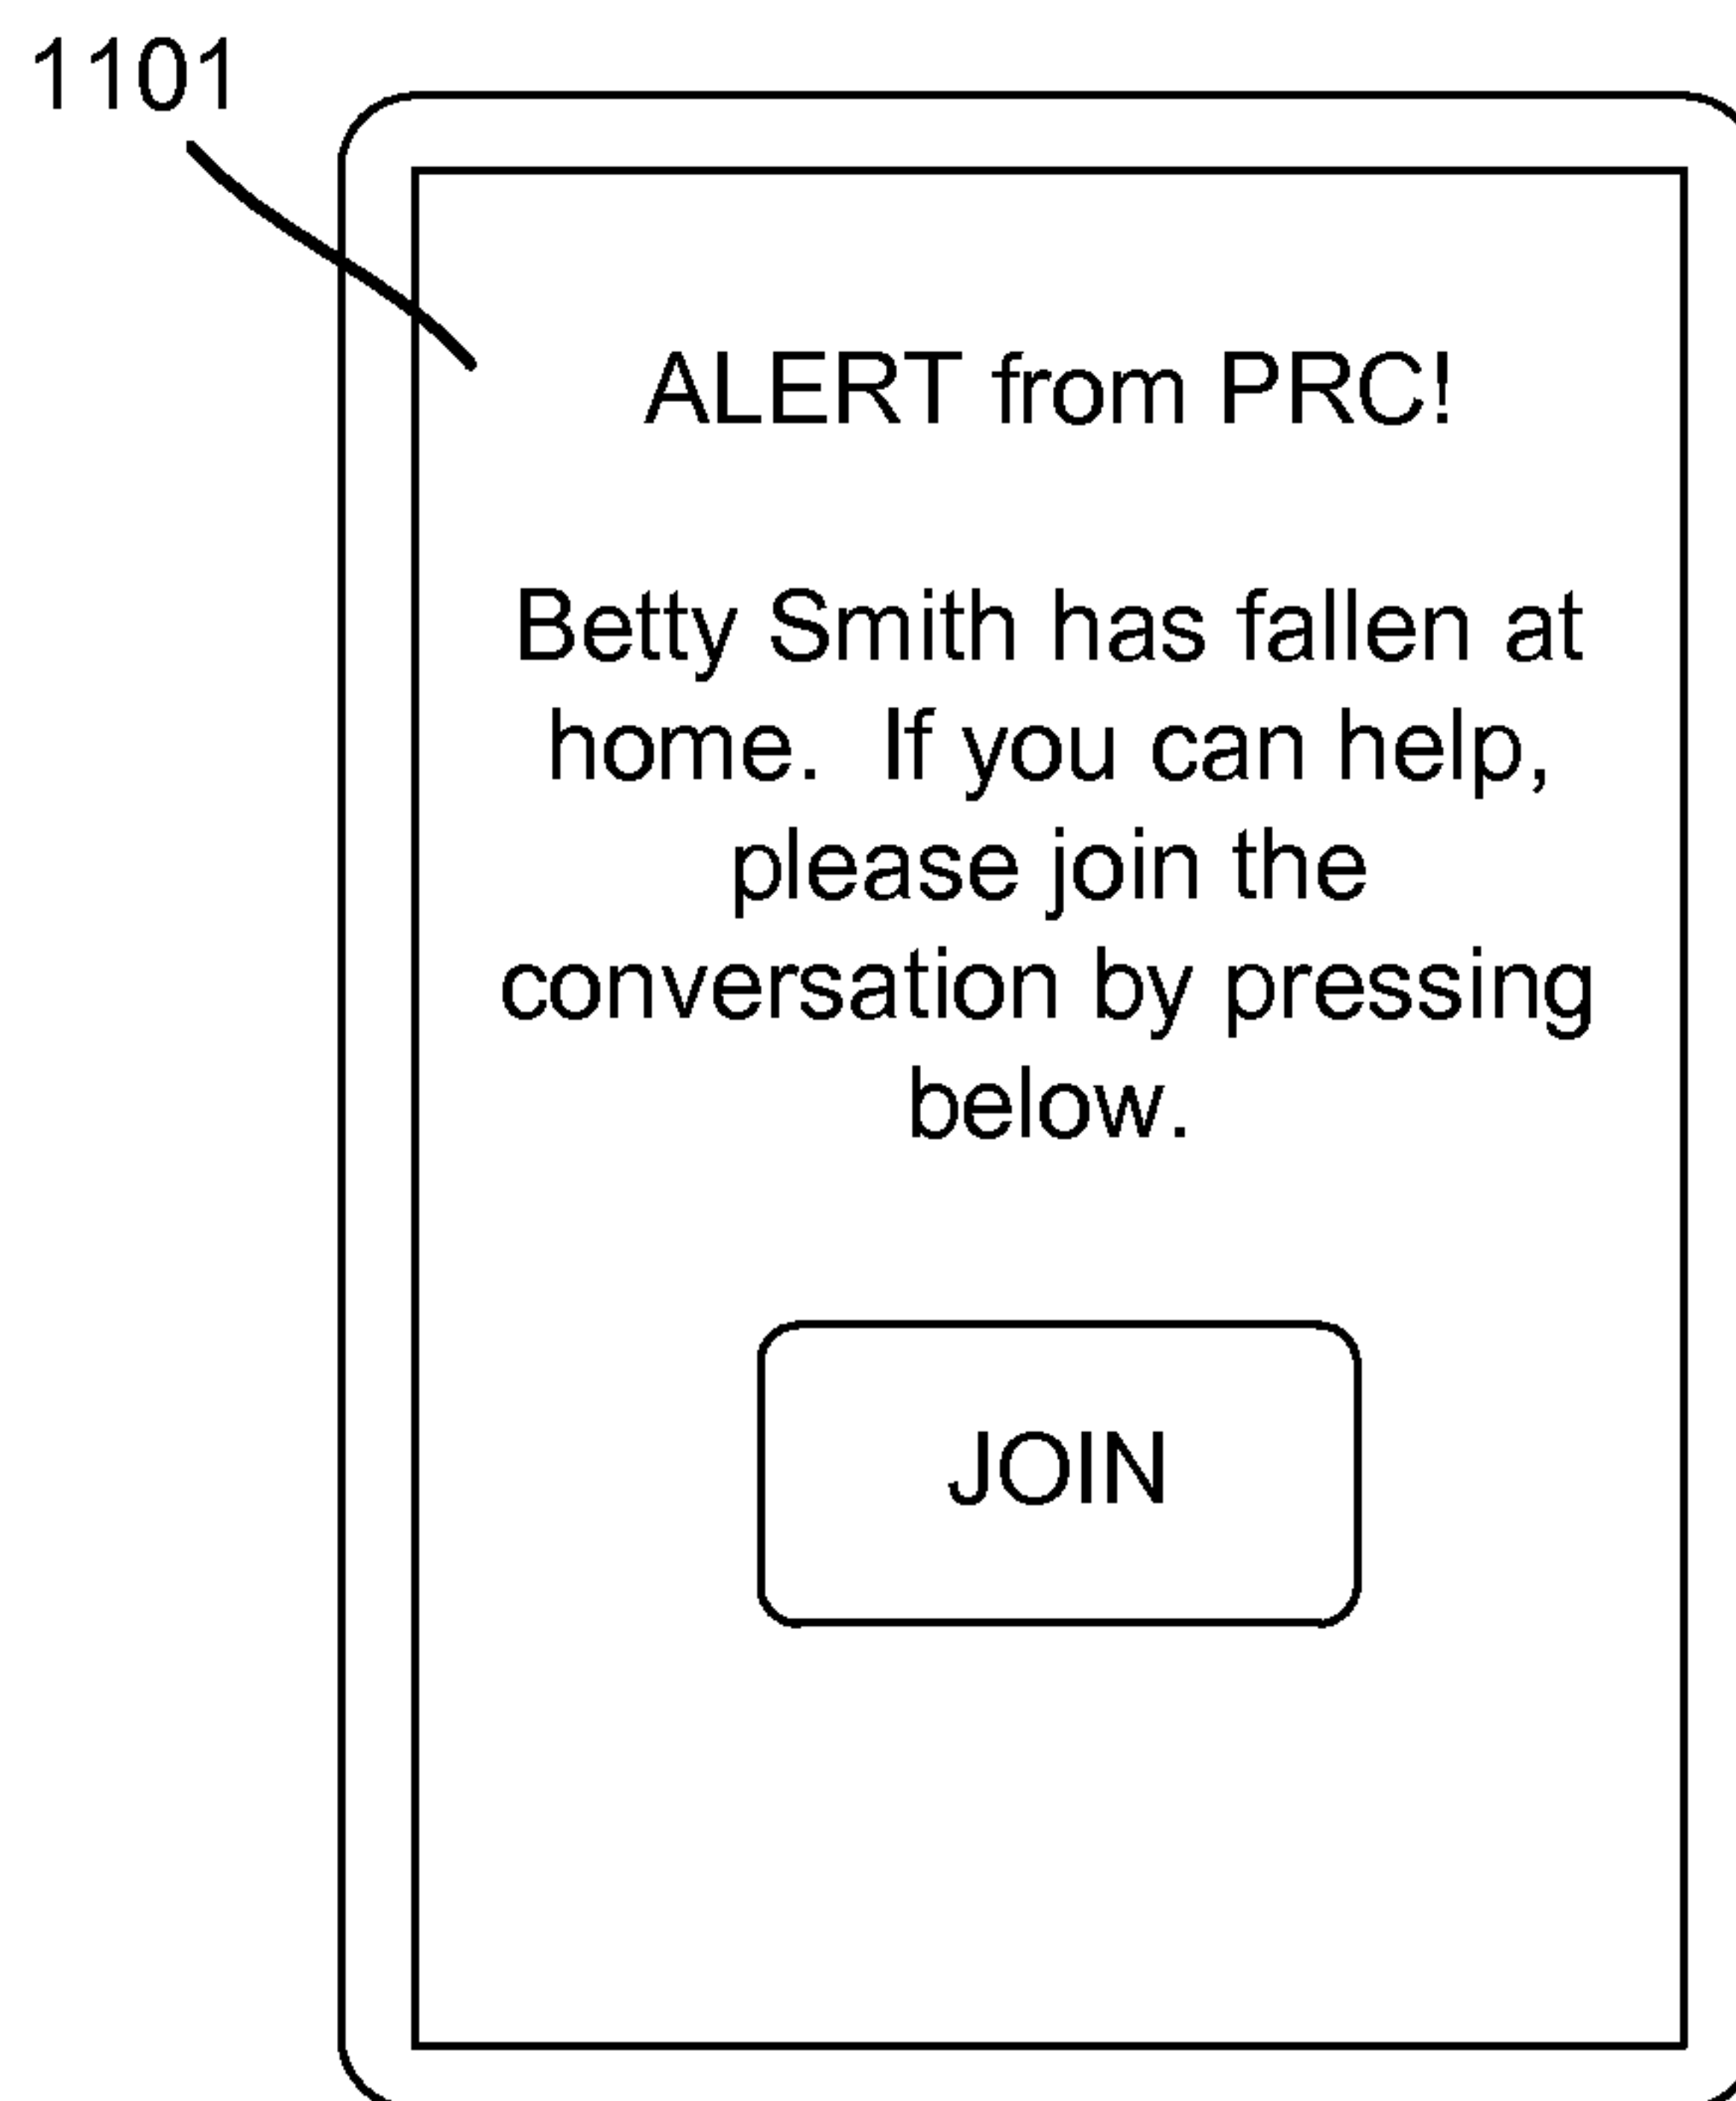 1101
ALERT from PRC!
Betty Smith has fallen at
home.  If you can help,
please join the
conversation by pressing
below.
JOIN